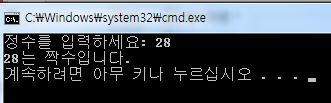 C:₩Windows₩system32₩cmd.exe
정수를 입력하세요: 28
28는 짝수입니다.
계속하려면 아무 키나 누르십시오 . . .